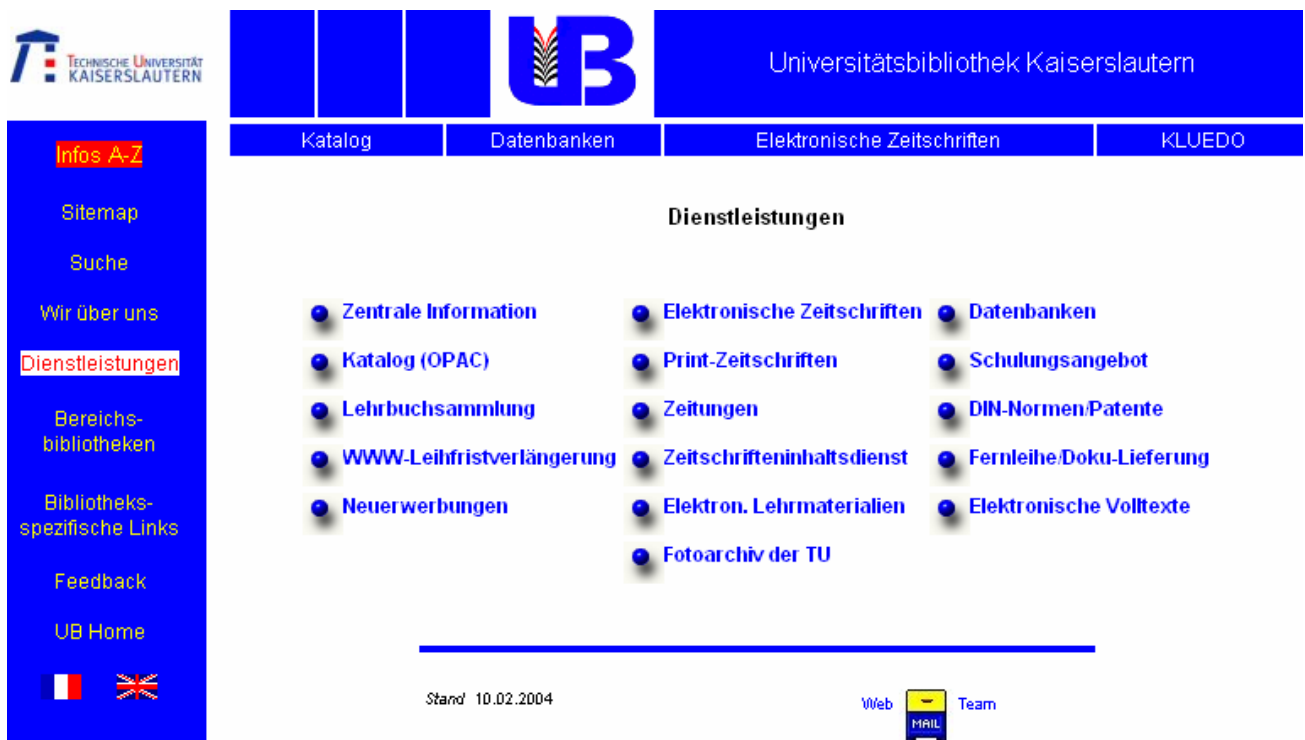 TECHNISCHE UNIVERSITÄT
KAISERSLAUTERN
UB
Universitätsbibliothek Kaiserslautern
Katalog
Datenbanken
Elektronische Zeitschriften
KLUEDO
Infos A-Z
Sitemap
Suche
Wir über uns
Dienstleistungen
Bereichs-
bibliotheken
Bibliotheks-
spezifische Links
Feedback
UB Home
Dienstleistungen
Zentrale Information
Elektronische Zeitschriften
Datenbanken
Katalog (OPAC)
Print-Zeitschriften
Schulungsangebot
Lehrbuchsammlung
Zeitungen
DIN-Normen/Patente
WWW-Leihfristverlängerung
Zeitschrifteninhaltsdienst
Fernleihe/Doku-Lieferung
Neuerwerbungen
Elektron. Lehrmaterialien
Elektronische Volltexte
Fotoarchiv der TU
Stand 10.02.2004
Web
MAIL
Team